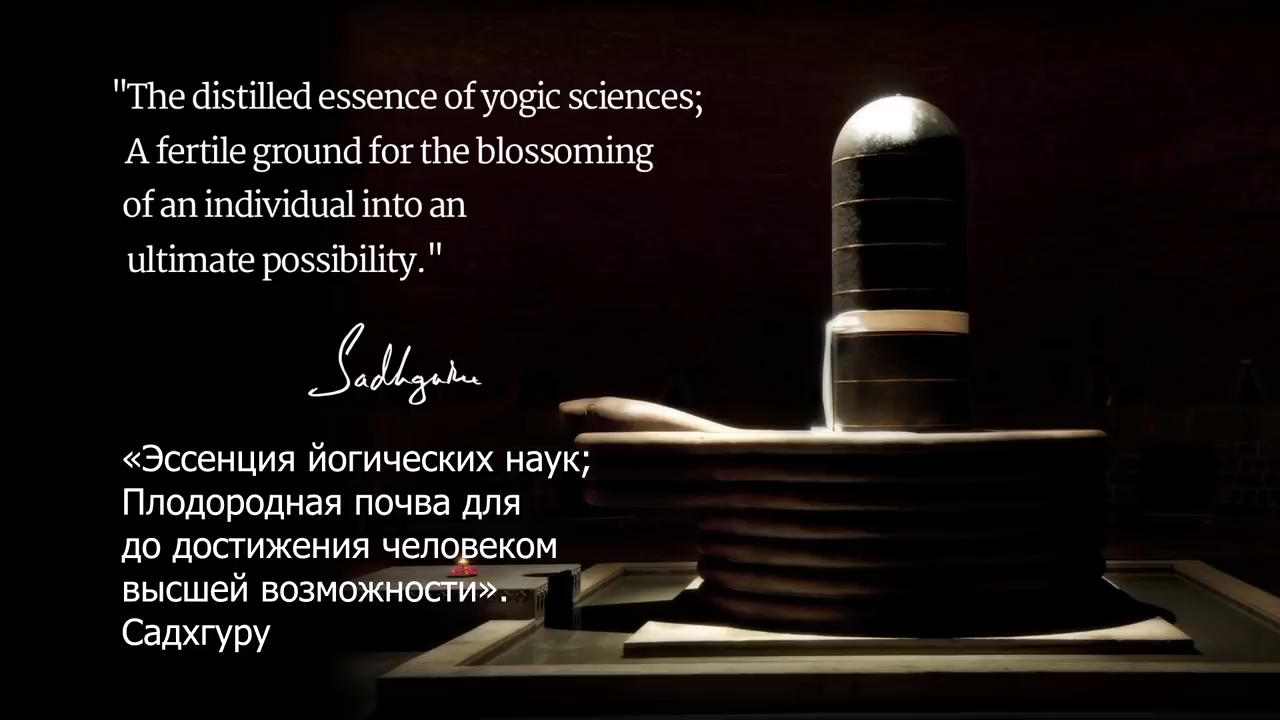 "The distilled essence of yogic sciences;
A fertile ground for the blossoming
of an individual into an
ultimate possibility."
Sadhguru
«Эссенция йогических наук;
Плодородная почва для
до достижения человеком
высшей возможности».
Садхгуру